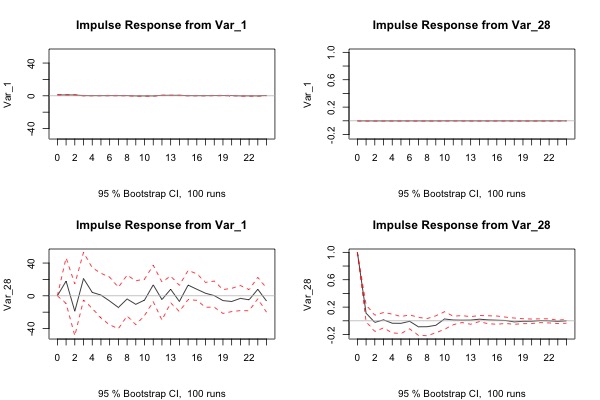 Impulse Response from Var_1
Var_1
40
0
-40
0 2 4 6 8 10 13 16 19 22
95 % Bootstrap CI, 100 runs
Impulse Response from Var_28
Var_1
1.0
0.6
0.2
-0.2
0 2 4 6 8 10 13 16 19 22
95 % Bootstrap CI, 100 runs
Impulse Response from Var_1
Var_28
40
0
-40
0 2 4 6 8 10 13 16 19 22
95 % Bootstrap CI, 100 runs
Impulse Response from Var_28
Var_28
1.0
0.6
0.2
-0.2
0 2 4 6 8 10 13 16 19 22
95 % Bootstrap CI, 100 runs